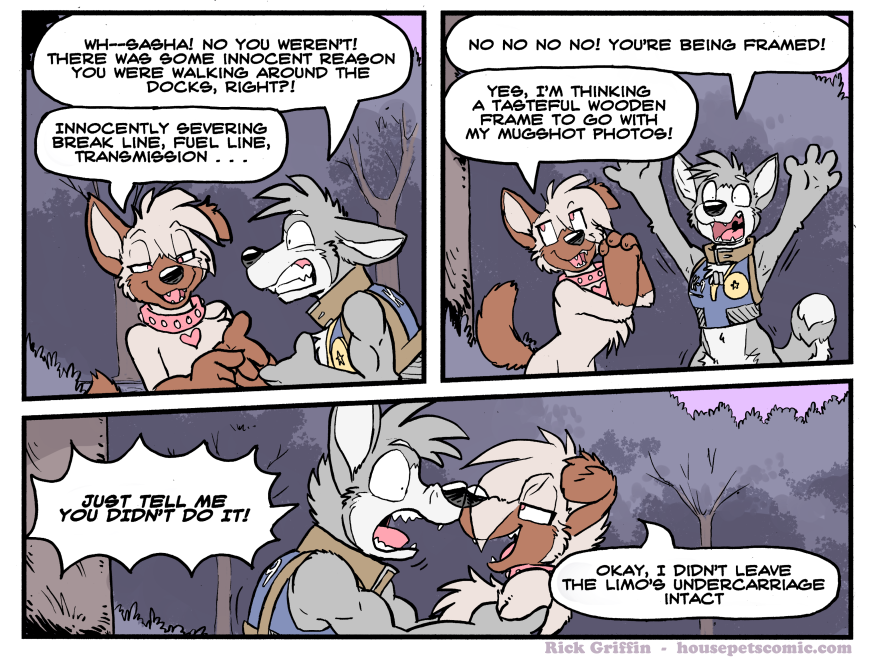 WH--SASHA! NO YOU WEREN'T!
THERE WAS SOME INNOCENT REASON
YOU WERE WALKING AROUND THE
DOCKS, RIGHT?!
INNOCENTLY SEVERING
BREAK LINE, FUEL LINE,
TRANSMISSION . . .
NO NO NO NO! YOU'RE BEING FRAMED!
YES, I'M THINKING
A TASTEFUL WOODEN
FRAME TO GO WITH
MY MUGSHOT PHOTOS!
JUST TELL ME
YOU DIDN'T DO IT!
OKAY, I DIDN'T LEAVE
THE LIMO'S UNDERCARRIAGE
INTACT
Rick Griffin - housepetscomic.com